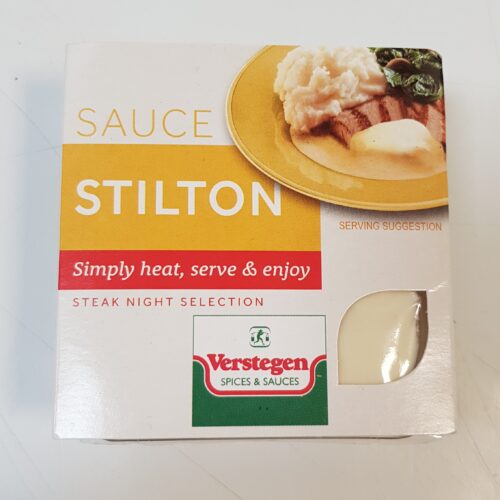 SAUCE
STILTON
SERVING SUGGESTION
Simply heat, serve & enjoy
STEAK NIGHT SELECTION
Verstegen
SPICES & SAUCES